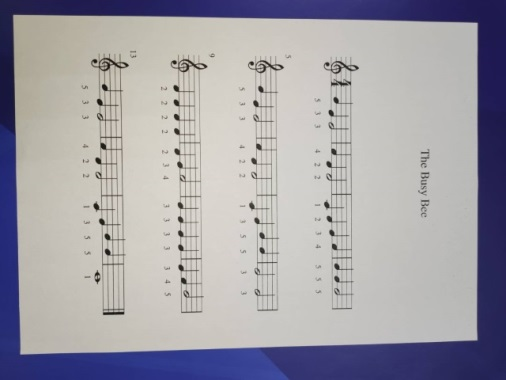 The Busy Bee
5 3 3 4 2 2 1 2 3 4 5 5 5
5
5 3 3 4 2 2 1 3 5 5 3 3
9
2 2 2 2 2 3 4 3 3 3 3 3 4 5
13
5 3 3 4 2 2 1 3 5 5 1